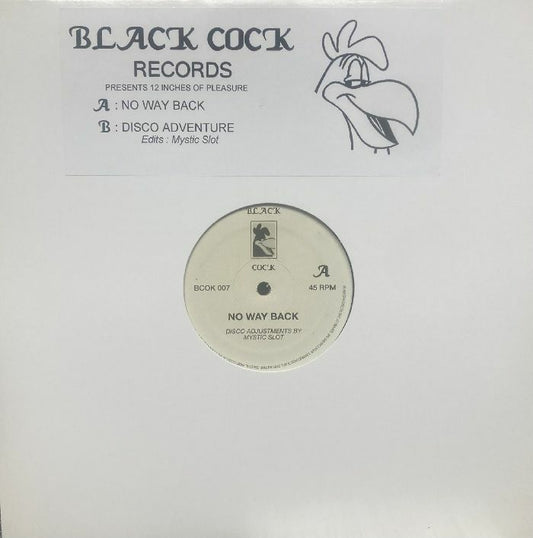 BLACK COCK
RECORDS
PRESENTS 12 INCHES OF PLEASURE
A : NO WAY BACK
B : DISCO ADVENTURE
Edits : Mystic Slot
BLACK
COCK
A
BCOK 007
45 RPM
NO WAY BACK
DISCO ADJUSTMENTS BY
MYSTIC SLOT